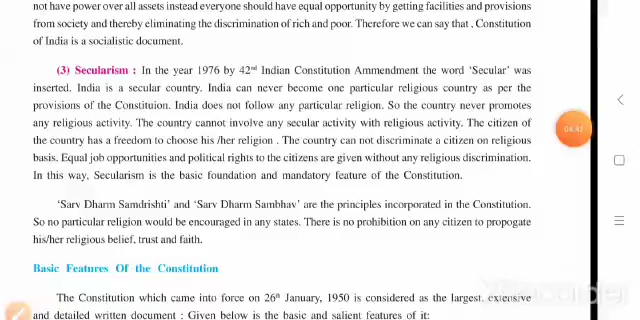 not have power over all assets instead everyone should have equal opportunity by getting facilities and provisions
from society and thereby eliminating the discrimination of rich and poor. Therefore we can say that , Constitution
of India is a socialistic document.
(3) Secularism : In the year 1976 by 42nd Indian Constitution Ammendment the word 'Secular' was
inserted. India is a secular country. India can never become one particular religious country as per the
provisions of the Constituion. India does not follow any particular religion. So the country never promotes
any religious activity. The country cannot involve any secular activity with religious activity. The citizen of
the country has a freedom to choose his /her religion . The country can not discriminate a citizen on religious
basis. Equal job opportunities and political rights to the citizens are given without any religious discrimination.
In this way, Secularism is the basic foundation and mandatory feature of the Constitution.
'Sarv Dharm Samdrishti' and 'Sarv Dharm Sambhav' are the principles incorporated in the Constitution.
So no particular religion would be encouraged in any states. There is no prohibition on any citizen to propogate
his/her religious belief, trust and faith.
Basic Features Of the Constitution
The Constitution which came into force on 26th January, 1950 is considered as the largest, extensive
and detailed written document : Given below is the basic and salient features of it: